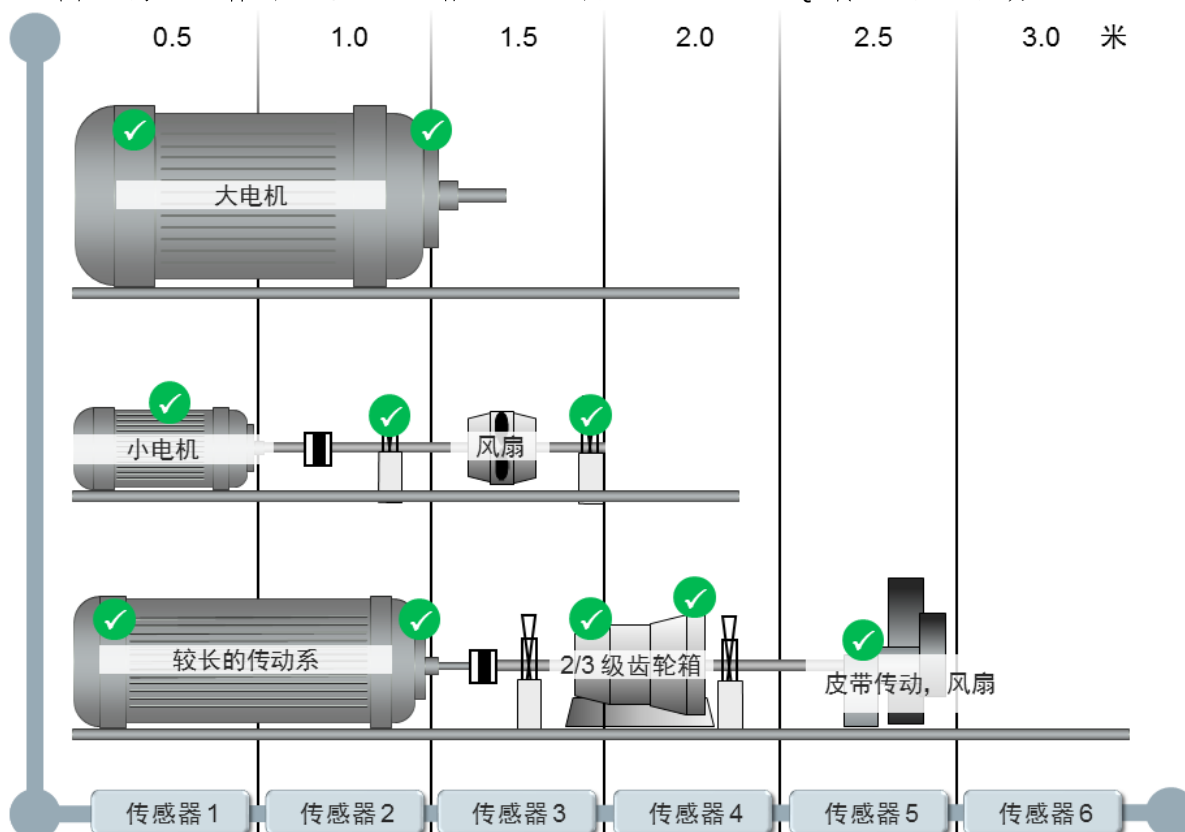 0.5 1.0 1.5 2.0 2.5 3.0 米
大电机
小电机
风扇
较长的传动系
2/3 级齿轮箱
皮带传动，风扇
传感器 1 传感器 2 传感器 3 传感器 4 传感器 5 传感器 6